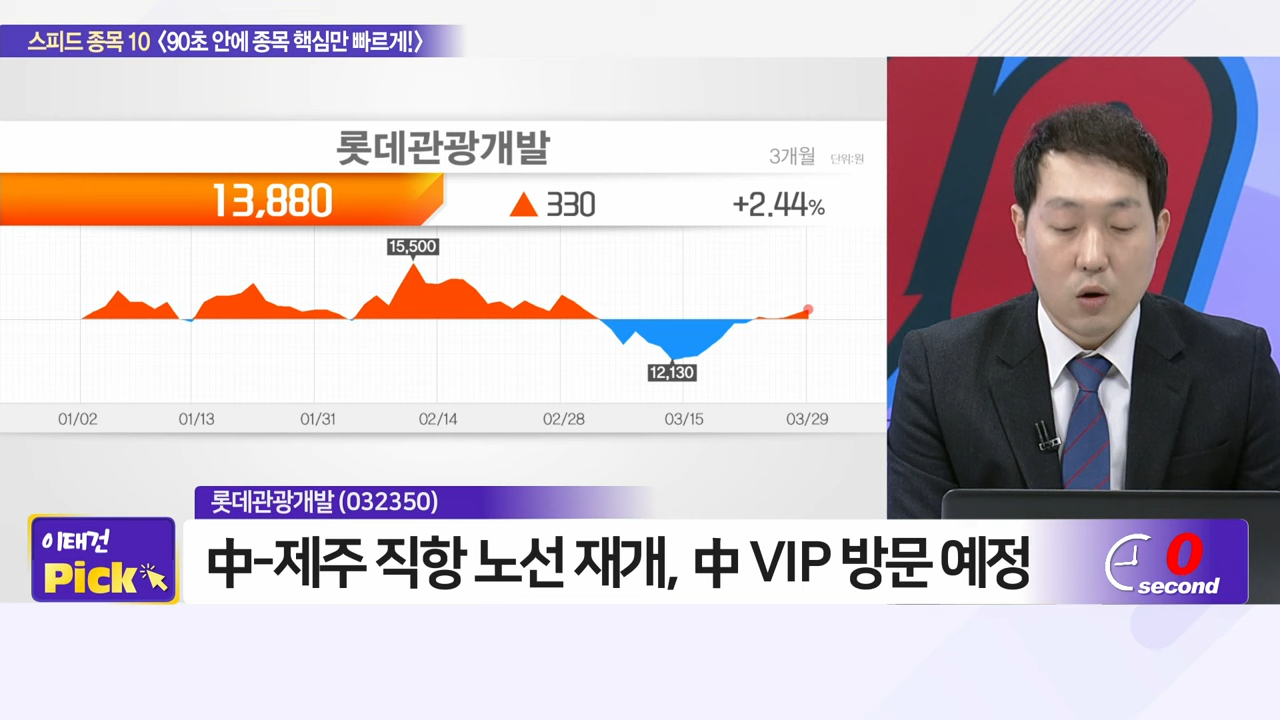 스피드 종목 10 〈90초 안에 종목 핵심만 빠르게!〉
롯데관광개발
3개월 단위:원
13,880 ▲ 330 +2.44%
15,500
12,130
01/02 01/13 01/31 02/14 02/28 03/15 03/29
롯데관광개발 (032350)
이태건
Pick
中-제주 직항 노선 재개, 中 VIP 방문 예정
0
second